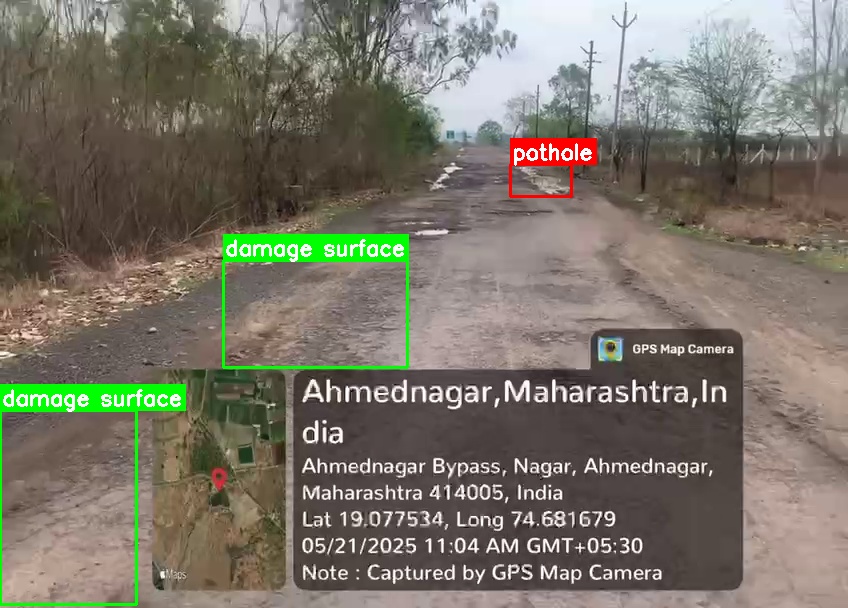 pothole
damage surface
damage surface
GPS Map Camera
Ahmednagar,Maharashtra,In
dia
Ahmednagar Bypass, Nagar, Ahmednagar,
Maharashtra 414005, India
Lat 19.077534, Long 74.681679
05/21/2025 11:04 AM GMT+05:30
Note : Captured by GPS Map Camera
Maps